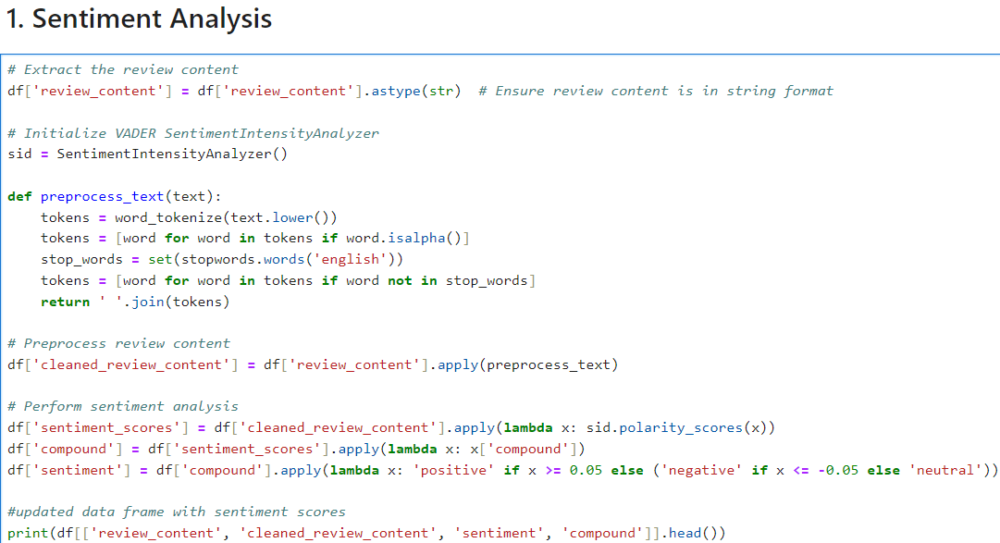 1. Sentiment Analysis
# Extract the review content
df['review_content'] = df['review_content'].astype(str)  # Ensure review content is in string format
# Initialize VADER SentimentIntensityAnalyzer
sid = SentimentIntensityAnalyzer()
def preprocess_text(text):
    tokens = word_tokenize(text.lower())
    tokens = [word for word in tokens if word.isalpha()]
    stop_words = set(stopwords.words('english'))
    tokens = [word for word in tokens if word not in stop_words]
    return ' '.join(tokens)
# Preprocess review content
df['cleaned_review_content'] = df['review_content'].apply(preprocess_text)
# Perform sentiment analysis
df['sentiment_scores'] = df['cleaned_review_content'].apply(lambda x: sid.polarity_scores(x))
df['compound'] = df['sentiment_scores'].apply(lambda x: x['compound'])
df['sentiment'] = df['compound'].apply(lambda x: 'positive' if x >= 0.05 else ('negative' if x <= -0.05 else 'neutral'))
#updated data frame with sentiment scores
print(df[['review_content', 'cleaned_review_content', 'sentiment', 'compound']].head())